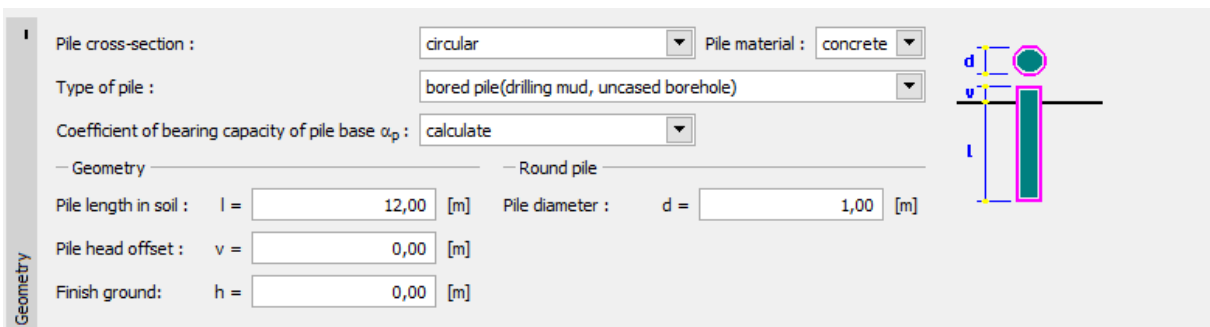 Pile cross-section : circular Pile material : concrete
Type of pile : bored pile(drilling mud, uncased borehole)
Coefficient of bearing capacity of pile base αp : calculate
Geometry Round pile
Pile length in soil : l = 12,00 [m] Pile diameter : d = 1,00 [m]
Pile head offset : v = 0,00 [m]
Finish ground: h = 0,00 [m]
Geometry
d
v
l